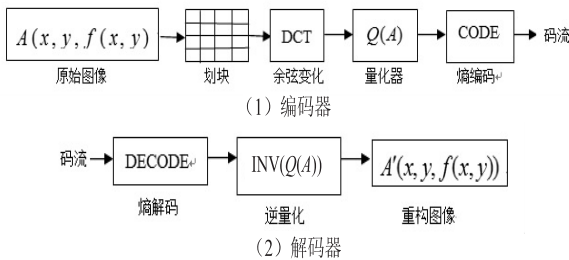 A(x, y, f(x, y) DCT Q(A) CODE 码流
原始图像 划块 余弦变化 量化器 熵编码
(1) 编码器
码流 DECODE INV(Q(A)) A'(x, y, f(x, y))
熵解码 逆量化 重构图像
(2) 解码器